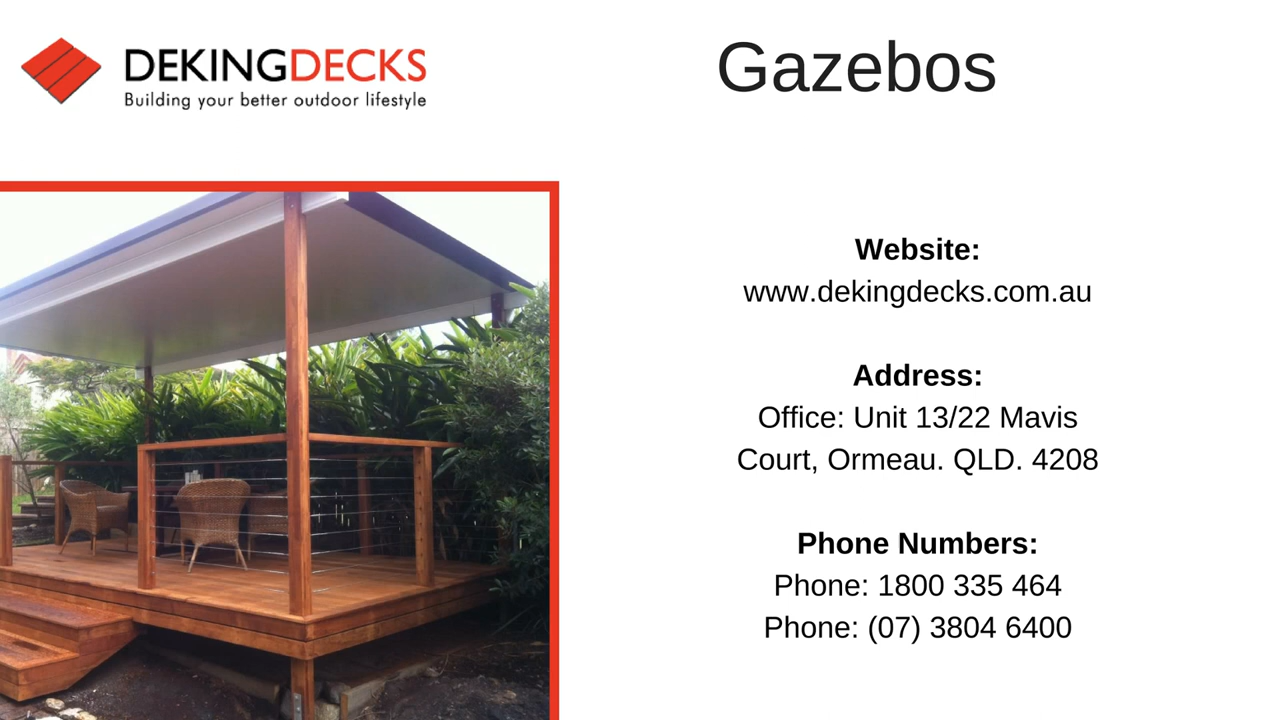 DEKINGDECKS
Building your better outdoor lifestyle
Gazebos
Website:
www.dekingdecks.com.au
Address:
Office: Unit 13/22 Mavis
Court, Ormeau. QLD. 4208
Phone Numbers:
Phone: 1800 335 464
Phone: (07) 3804 6400